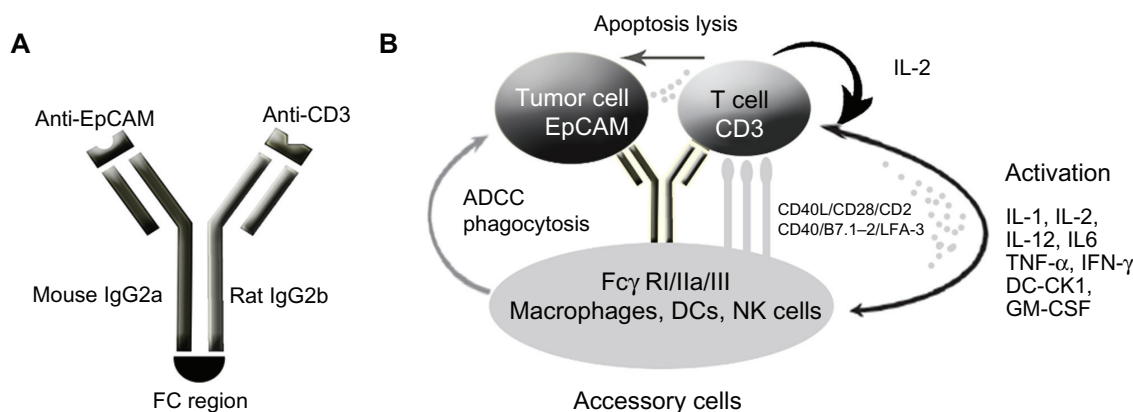 A
Anti-EpCAM
Anti-CD3
Mouse IgG2a
Rat IgG2b
FC region
B
Apoptosis lysis
IL-2
Tumor cell
EpCAM
T cell
CD3
ADCC
phagocytosis
CD40L/CD28/CD2
CD40/B7.1–2/LFA-3
Activation
IL-1, IL-2,
IL-12, IL6
TNF-α, IFN-γ
DC-CK1,
GM-CSF
Fcγ RI/IIa/III
Macrophages, DCs, NK cells
Accessory cells